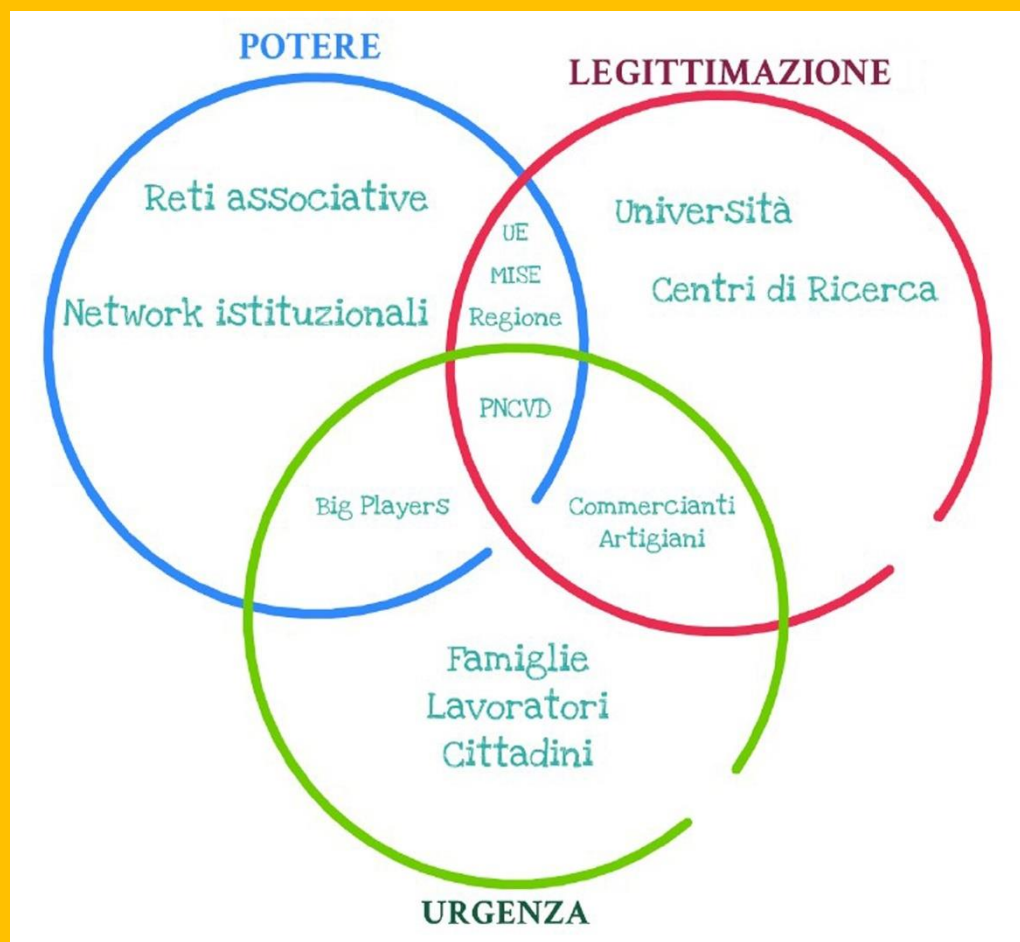 POTERE
LEGITTIMAZIONE
Reti associative
Università
UE
MISE
Centri di Ricerca
Network istituzionali
Regione
PNCVD
Big Players
Commercianti
Artigiani
Famiglie
Lavoratori
Cittadini
URGENZA